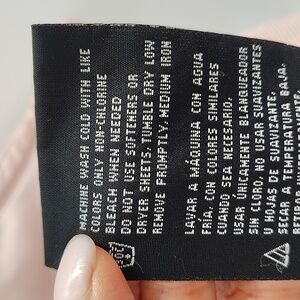 MACHINE WASH COLD WITH LIKE
COLORS ONLY NON-CHLORINE
BLEACH WHEN NEEDED
DO NOT USE SOFTENERS OR
DRYER SHEETS, TUMBLE DRY LOW
REMOVE PROMPTLY, MEDIUM IRON
LAVAR A MÁQUINA CON AGUA
FRÍA, CON COLORES SIMILARES
CUANDO SEA NECESARIO.
USAR ÚNICAMENTE BLANQUEADOR
SIN CLORO, NO USAR SUAVIZANTES
U HOJAS DE SUAVIZANTE.
SECAR A TEMPERATURA BAJA.
30C